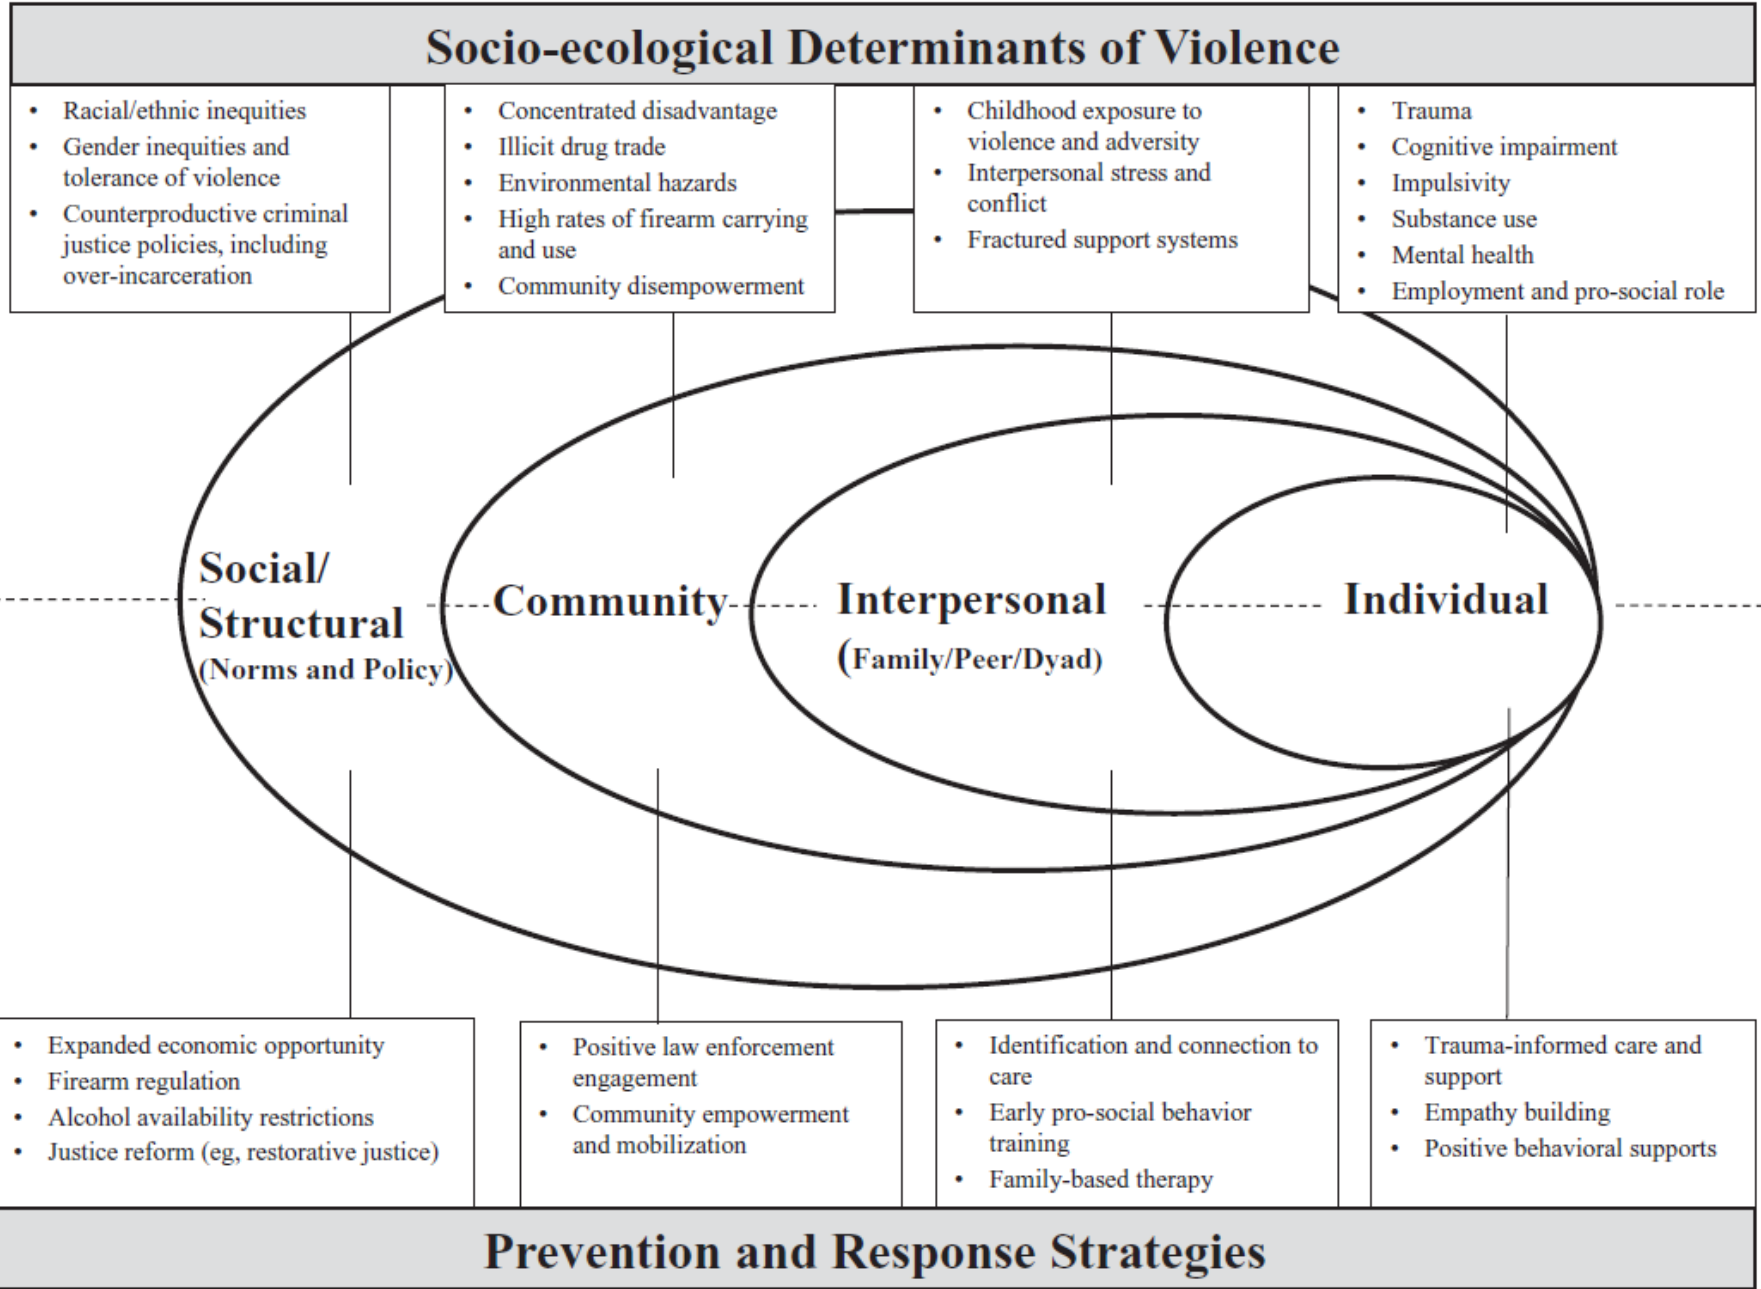 Socio-ecological Determinants of Violence
• Racial/ethnic inequities
• Gender inequities and
tolerance of violence
• Counterproductive criminal
justice policies, including
over-incarceration
• Concentrated disadvantage
• Illicit drug trade
• Environmental hazards
• High rates of firearm carrying
and use
• Community disempowerment
• Childhood exposure to
violence and adversity
• Interpersonal stress and
conflict
• Fractured support systems
• Trauma
• Cognitive impairment
• Impulsivity
• Substance use
• Mental health
• Employment and pro-social role
Social/
Structural
(Norms and Policy)
Community
Interpersonal
(Family/Peer/Dyad)
Individual
• Expanded economic opportunity
• Firearm regulation
• Alcohol availability restrictions
• Justice reform (eg, restorative justice)
• Positive law enforcement
engagement
• Community empowerment
and mobilization
• Identification and connection to
care
• Early pro-social behavior
training
• Family-based therapy
• Trauma-informed care and
support
• Empathy building
• Positive behavioral supports
Prevention and Response Strategies